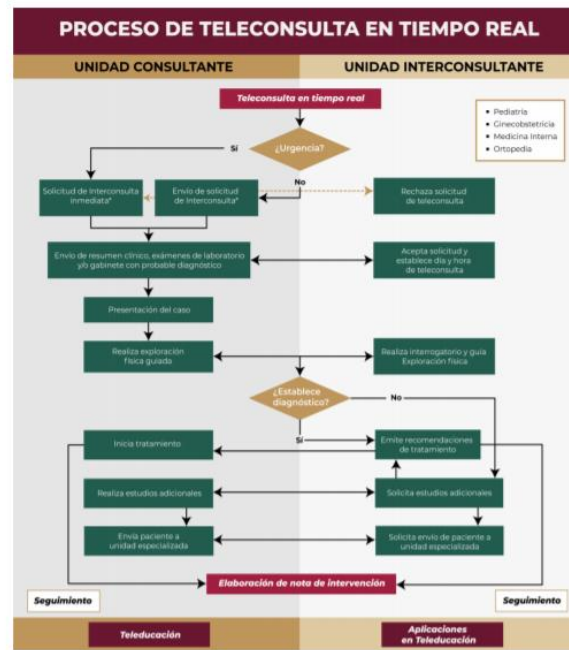 PROCESO DE TELECONSULTA EN TIEMPO REAL
UNIDAD CONSULTANTE
UNIDAD INTERCONSULTANTE
Teleconsulta en tiempo real
• Pediatría
• Ginecobstetricia
• Medicina Interna
• Ortopedia
¿Urgencia?
Sí
No
Solicitud de Interconsulta
inmediata*
Envío de solicitud
de Interconsulta*
Rechaza solicitud
de teleconsulta
Envío de resumen clínico, exámenes de laboratorio
y/o gabinete con probable diagnóstico
Acepta solicitud y
establece día y hora
de teleconsulta
Presentación del caso
Realiza exploración
física guiada
Realiza interrogatorio y guía
Exploración física
¿Establece
diagnóstico?
No
Sí
Inicia tratamiento
Emite recomendaciones
de tratamiento
Realiza estudios adicionales
Solicita estudios adicionales
Envía paciente a
unidad especializada
Solicita envío de paciente a
unidad especializada
Elaboración de nota de intervención
Seguimiento
Seguimiento
Teleducación
Aplicaciones
en Teleducación